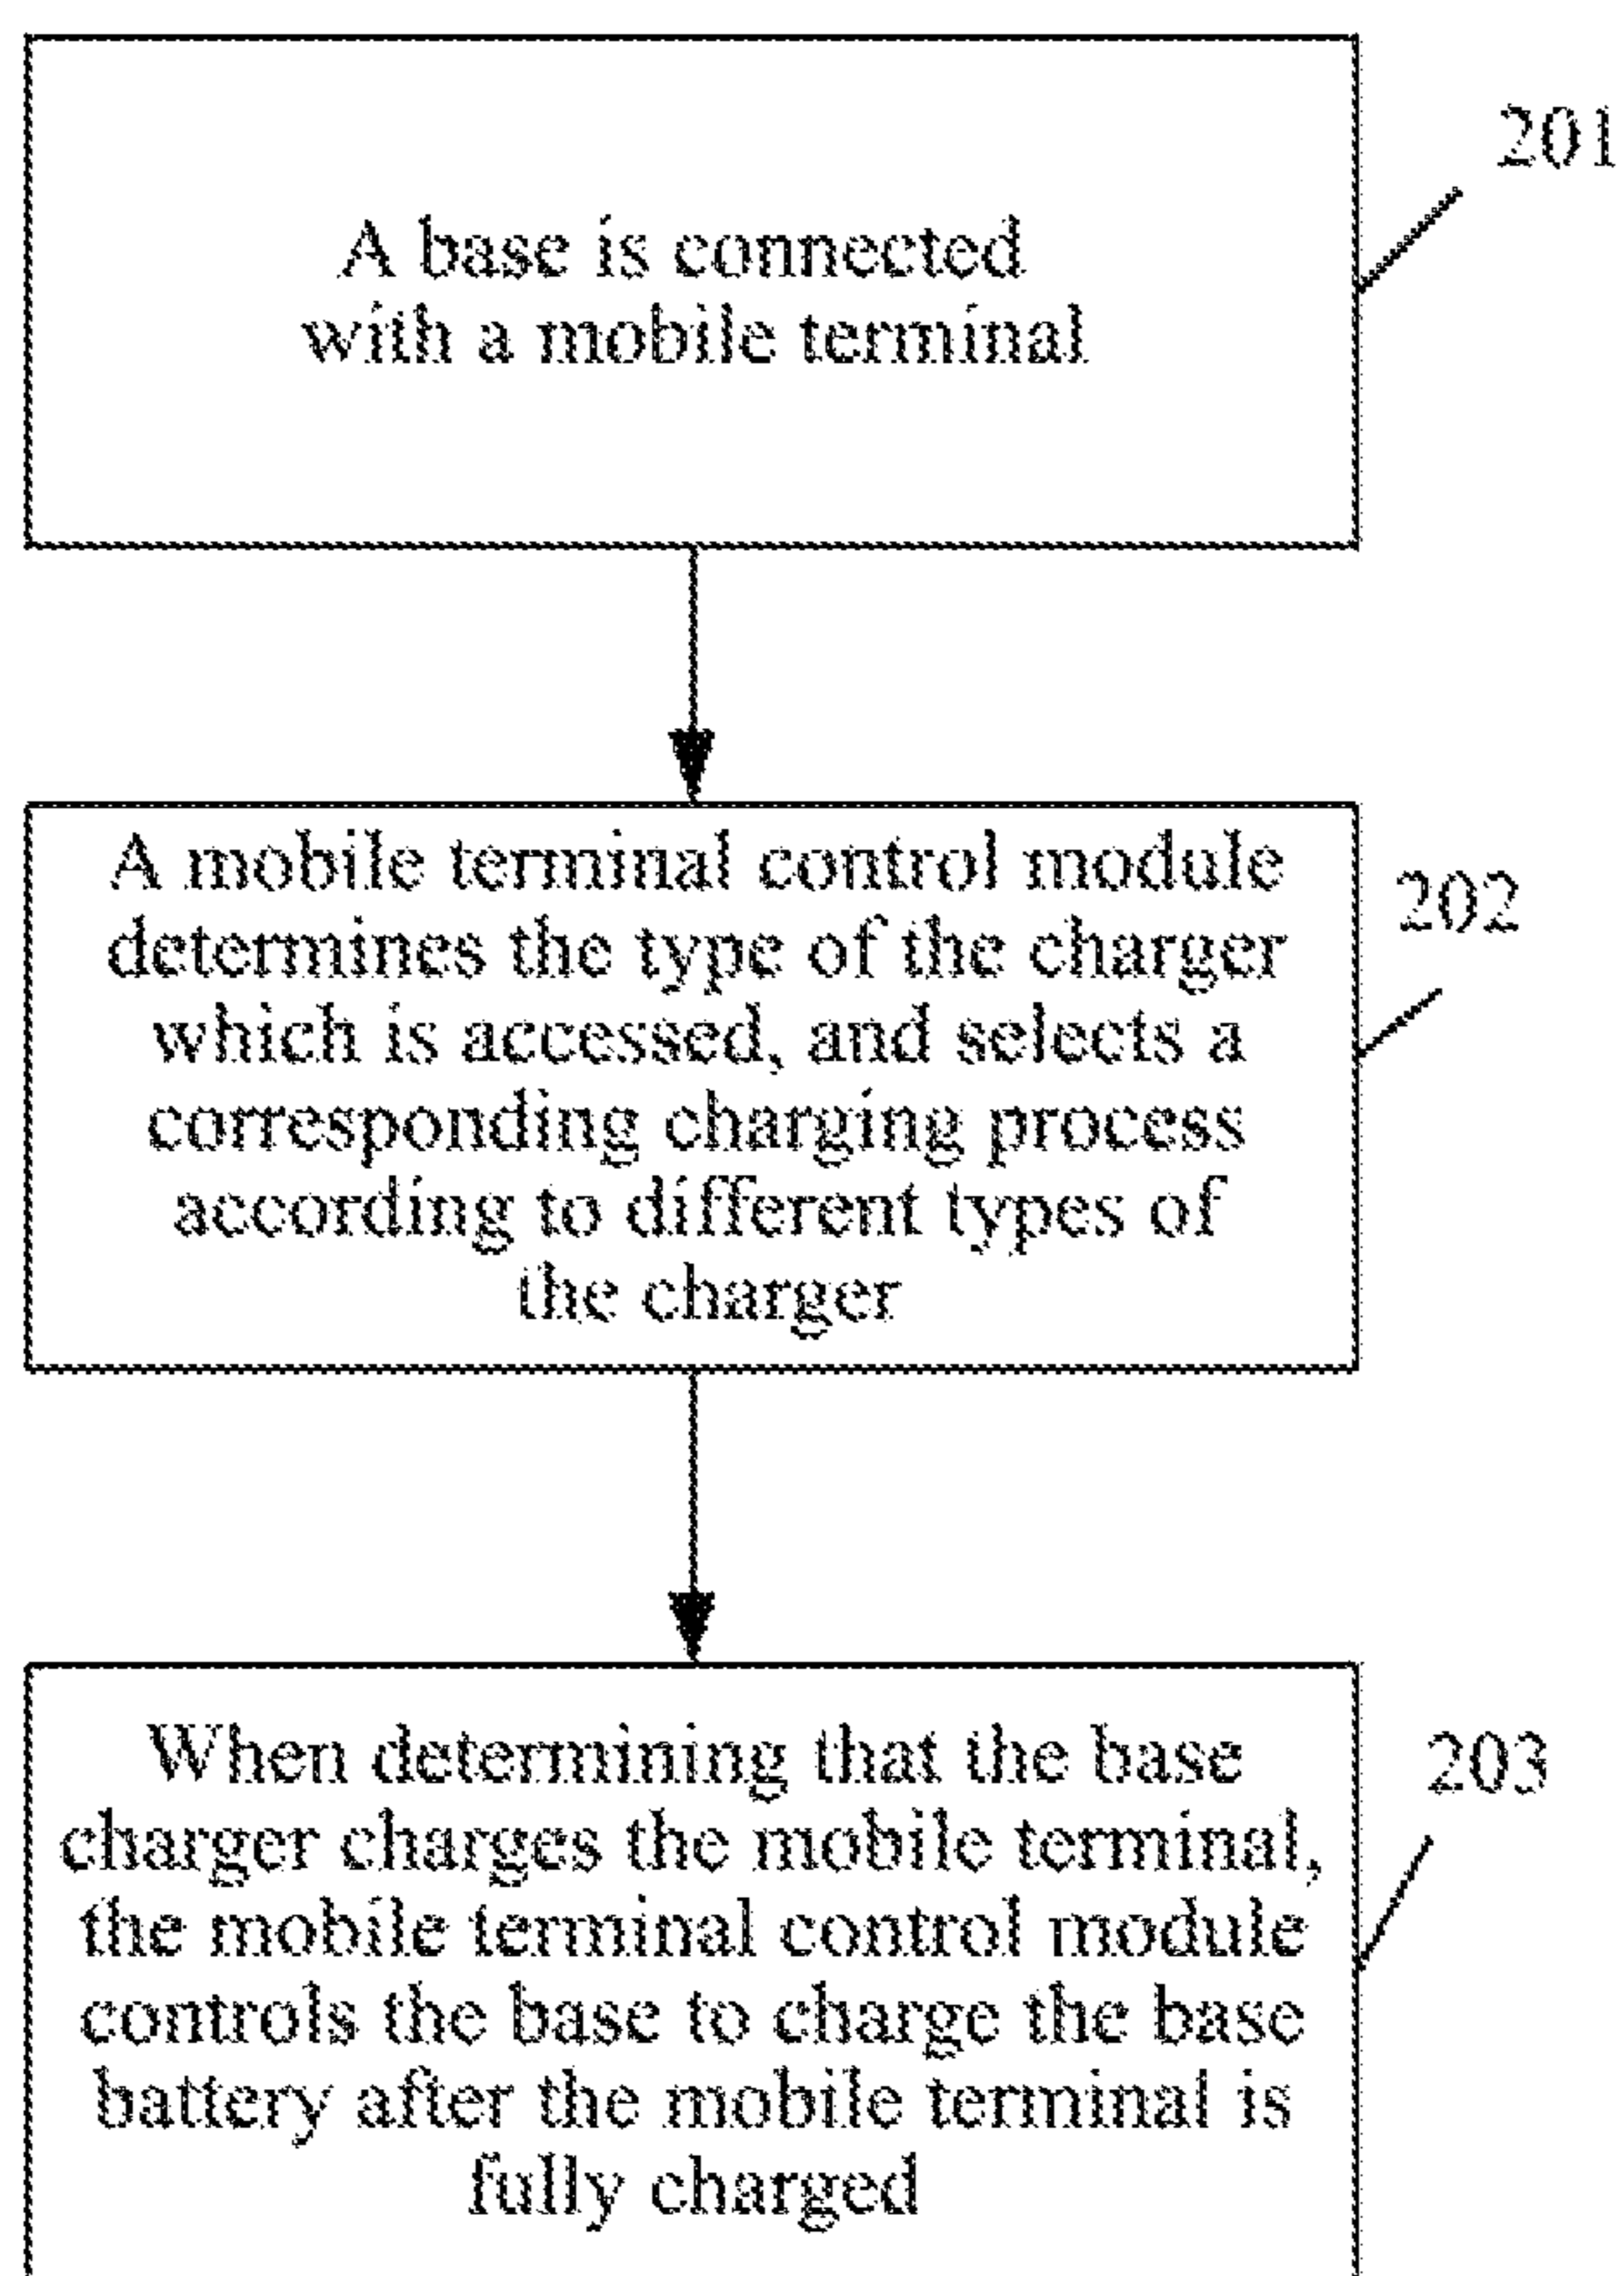 201
A base is connected
with a mobile terminal
A mobile terminal control module
202
determines the type of the charger
which is accessed, and selects a
corresponding charging process
according to different types of
the charger
When determining that the base
203
charger charges the mobile terminal,
the mobile terminal control module
controls the base to charge the base
battery after the mobile terminal is
fully charged